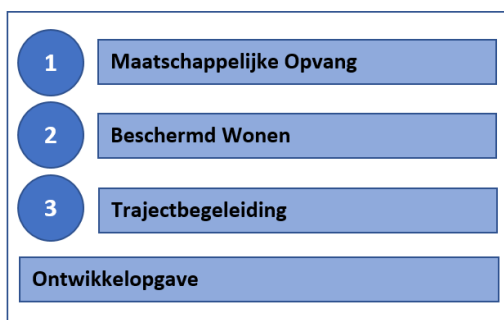 1 Maatschappelijke Opvang
2 Beschermd Wonen
3 Trajectbegeleiding
Ontwikkelopgave